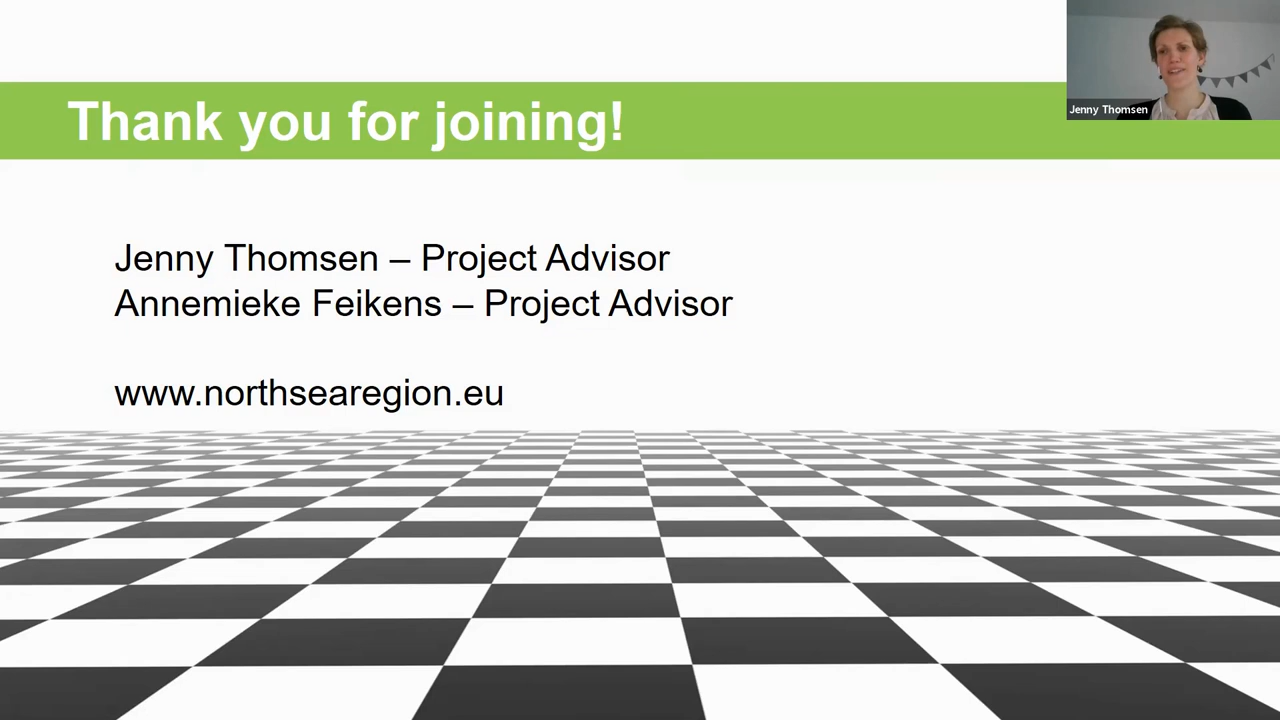 Thank you for joining!
Jenny Thomsen
Jenny Thomsen – Project Advisor
Annemieke Feikens – Project Advisor
www.northsearegion.eu